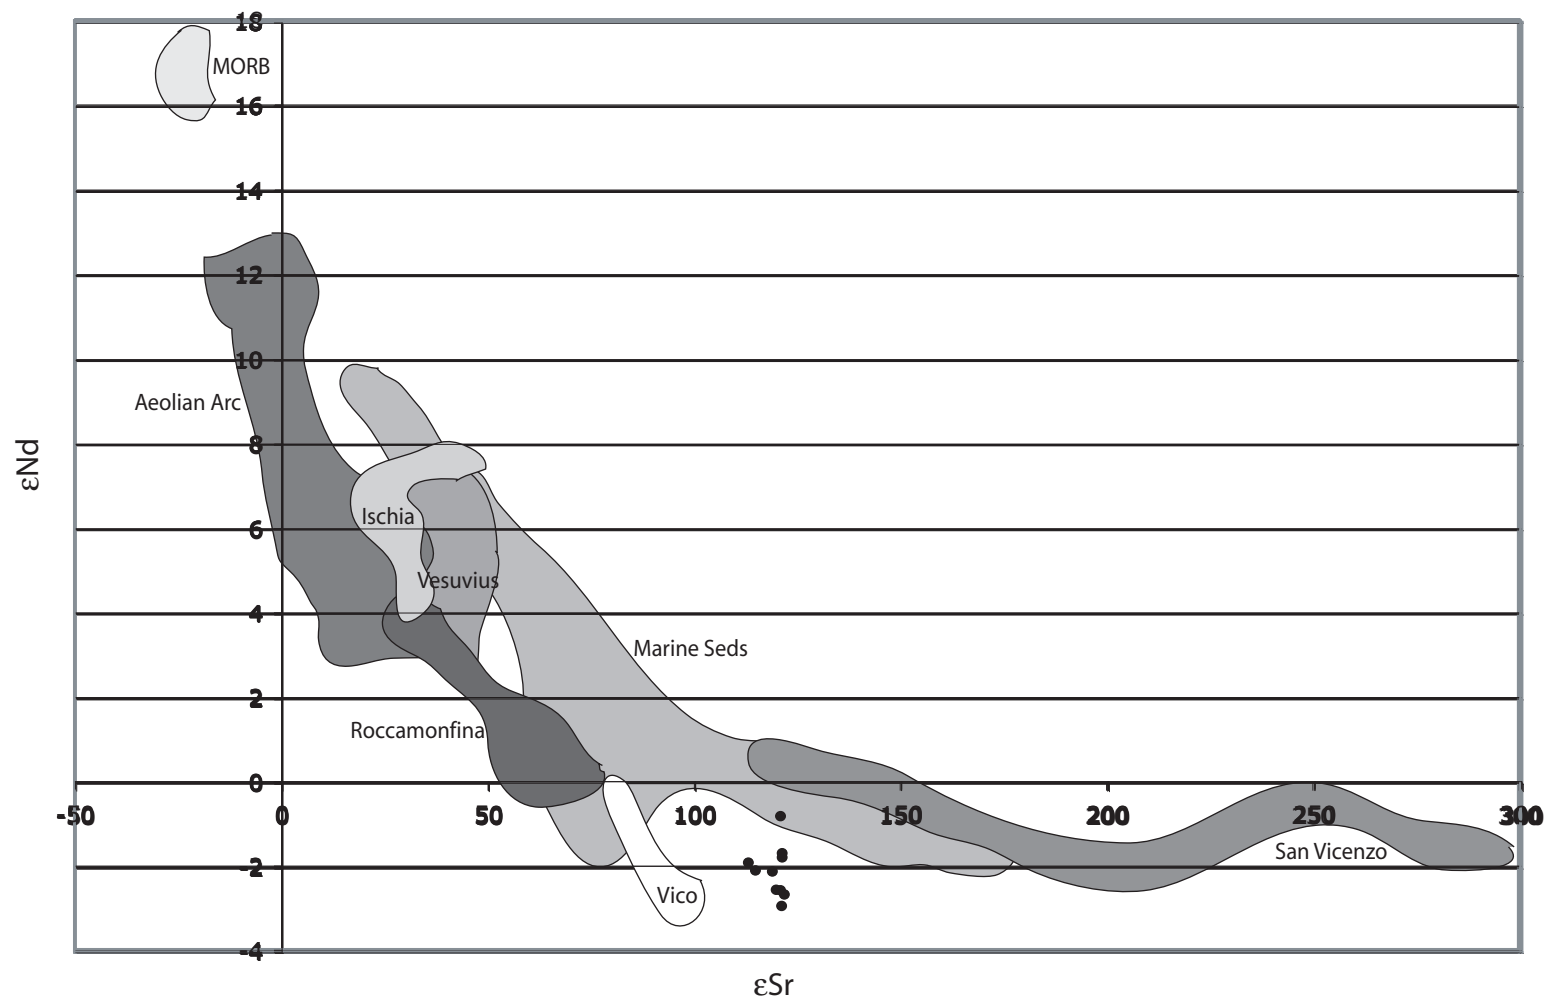 18
MORB
16
14
12
10
Aeolian Arc
8
εNd
Ischia
6
Vesuvius
4
Marine Seds
2
Roccamonfina
0
-50 0 50 100 150 200 250 300
San Vicenzo
-2
Vico
-4
εSr